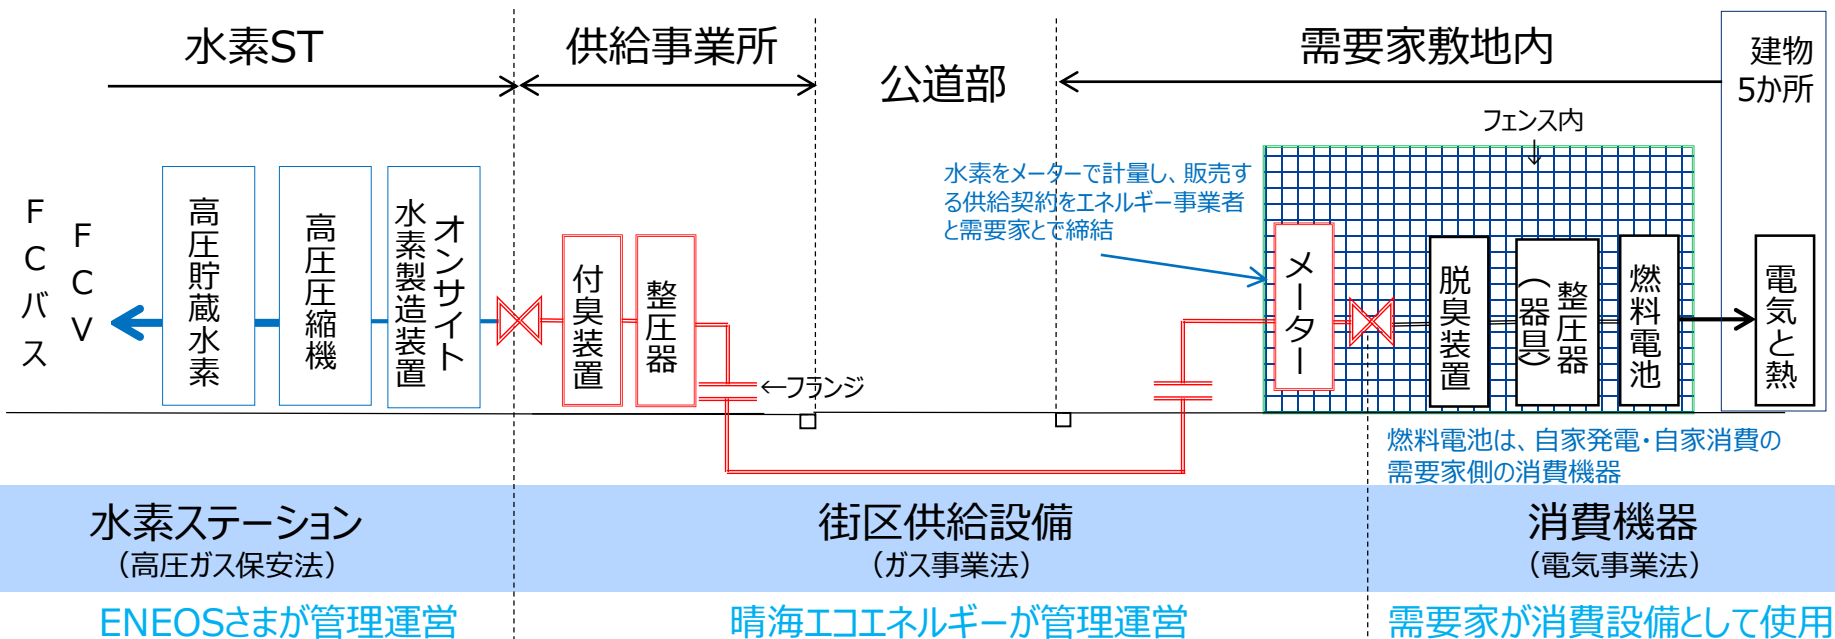 水素ST
供給事業所
公道部
需要家敷地内
建物
5か所
フェンス内
↓
水素をメーターで計量し、販売す
る供給契約をエネルギー事業者
と需要家とで締結
FCバス
FCV
高圧貯蔵水素
高圧圧縮機
オンサイト
水素製造装置
付臭装置
整圧器
←フランジ
メーター
脱臭装置
整圧器
（器具）
燃料電池
電気と熱
燃料電池は、自家発電・自家消費の
需要家側の消費機器
水素ステーション
（高圧ガス保安法）
街区供給設備
（ガス事業法）
消費機器
（電気事業法）
ENEOSさまが管理運営
晴海エコエネルギーが管理運営
需要家が消費設備として使用